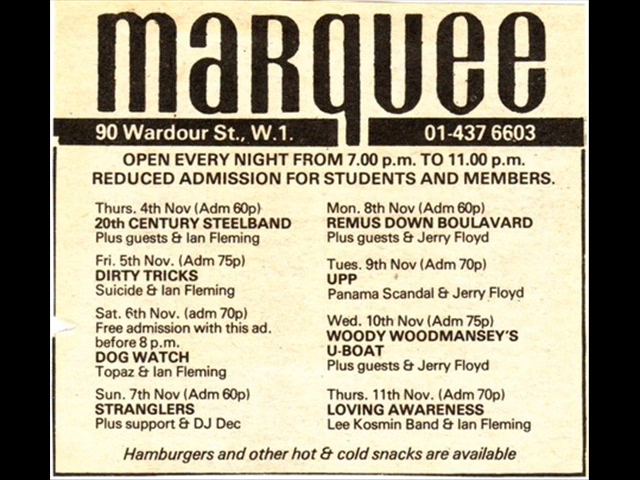 marquee
90 Wardour St., W.1. 01-437 6603
OPEN EVERY NIGHT FROM 7.00 p.m. TO 11.00 p.m.
REDUCED ADMISSION FOR STUDENTS AND MEMBERS.
Thurs. 4th Nov (Adm 60p)
20th CENTURY STEELBAND
Plus guests & Ian Fleming
Fri. 5th Nov. (Adm 75p)
DIRTY TRICKS
Suicide & Ian Fleming
Sat. 6th Nov. (adm 70p)
Free admission with this ad.
before 8 p.m.
DOG WATCH
Topaz & Ian Fleming
Sun. 7th Nov (Adm 60p)
STRANGLERS
Plus support & DJ Dec
Mon. 8th Nov (Adm 60p)
REMUS DOWN BOULAVARD
Plus guests & Jerry Floyd
Tues. 9th Nov (Adm 70p)
UPP
Panama Scandal & Jerry Floyd
Wed. 10th Nov (Adm 75p)
WOODY WOODMANSEY'S
U-BOAT
Plus guests & Jerry Floyd
Thurs. 11th Nov. (Adm 70p)
LOVING AWARENESS
Lee Kosmin Band & Ian Fleming
Hamburgers and other hot & cold snacks are available